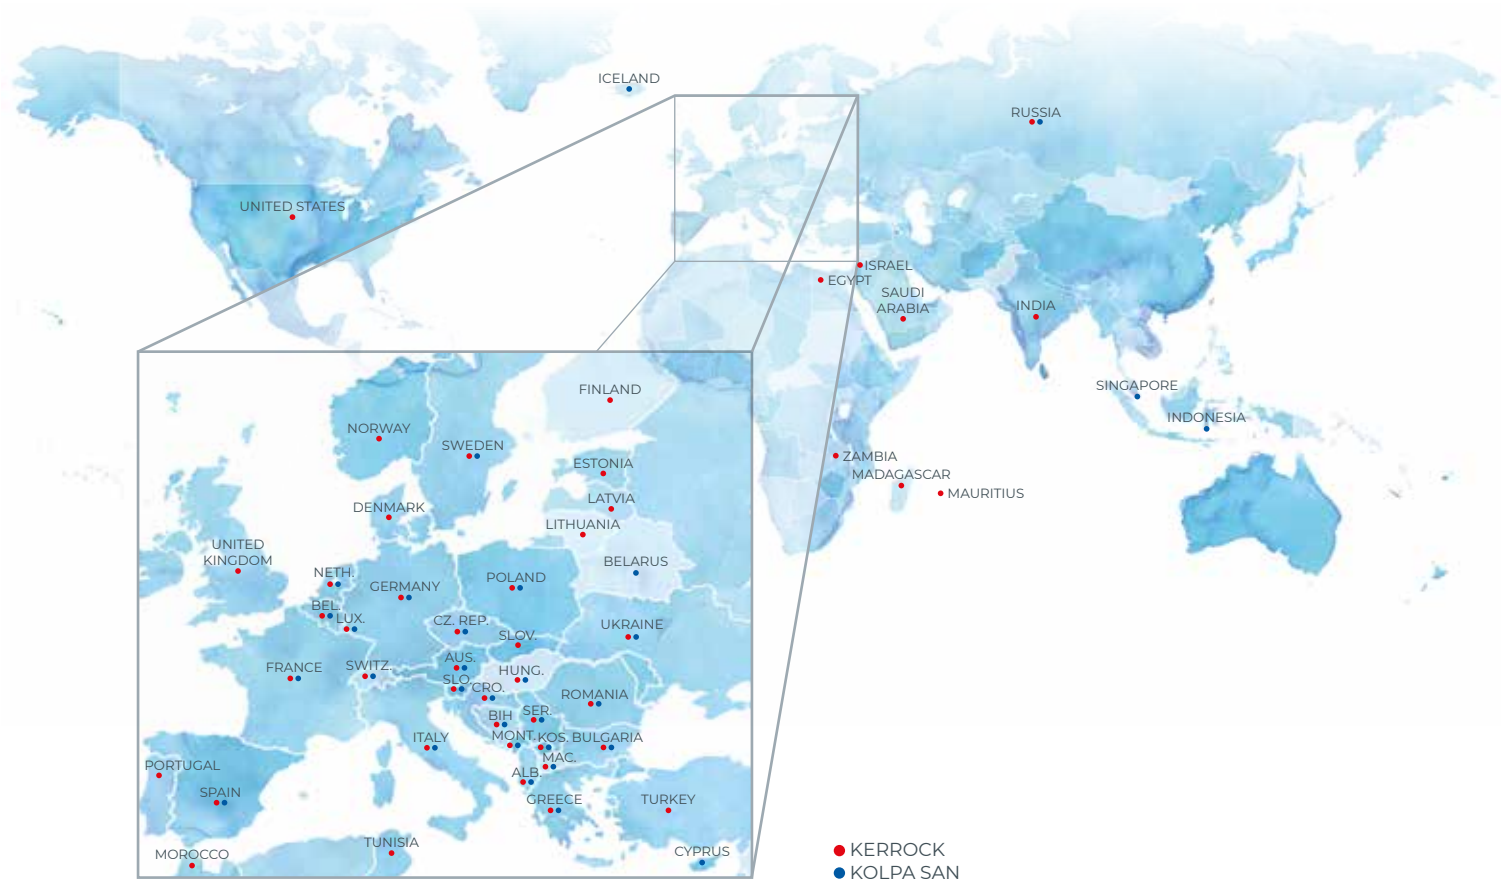 ICELAND
RUSSIA
UNITED STATES
ISRAEL
EGYPT
SAUDI
ARABIA
INDIA
SINGAPORE
INDONESIA
ZAMBIA
MADAGASCAR
MAURITIUS
FINLAND
NORWAY
SWEDEN
ESTONIA
LATVIA
DENMARK
LITHUANIA
UNITED
KINGDOM
BELARUS
NETH.
GERMANY
POLAND
BEL.
LUX.
CZ. REP.
UKRAINE
SLOV.
FRANCE
SWITZ.
AUS.
HUNG.
SLO.
CRO.
ROMANIA
BIH
SER.
ITALY
MONT.
KOS.
BULGARIA
MAC.
PORTUGAL
ALB.
SPAIN
GREECE
TURKEY
TUNISIA
MOROCCO
CYPRUS
KERROCK
KOLPA SAN